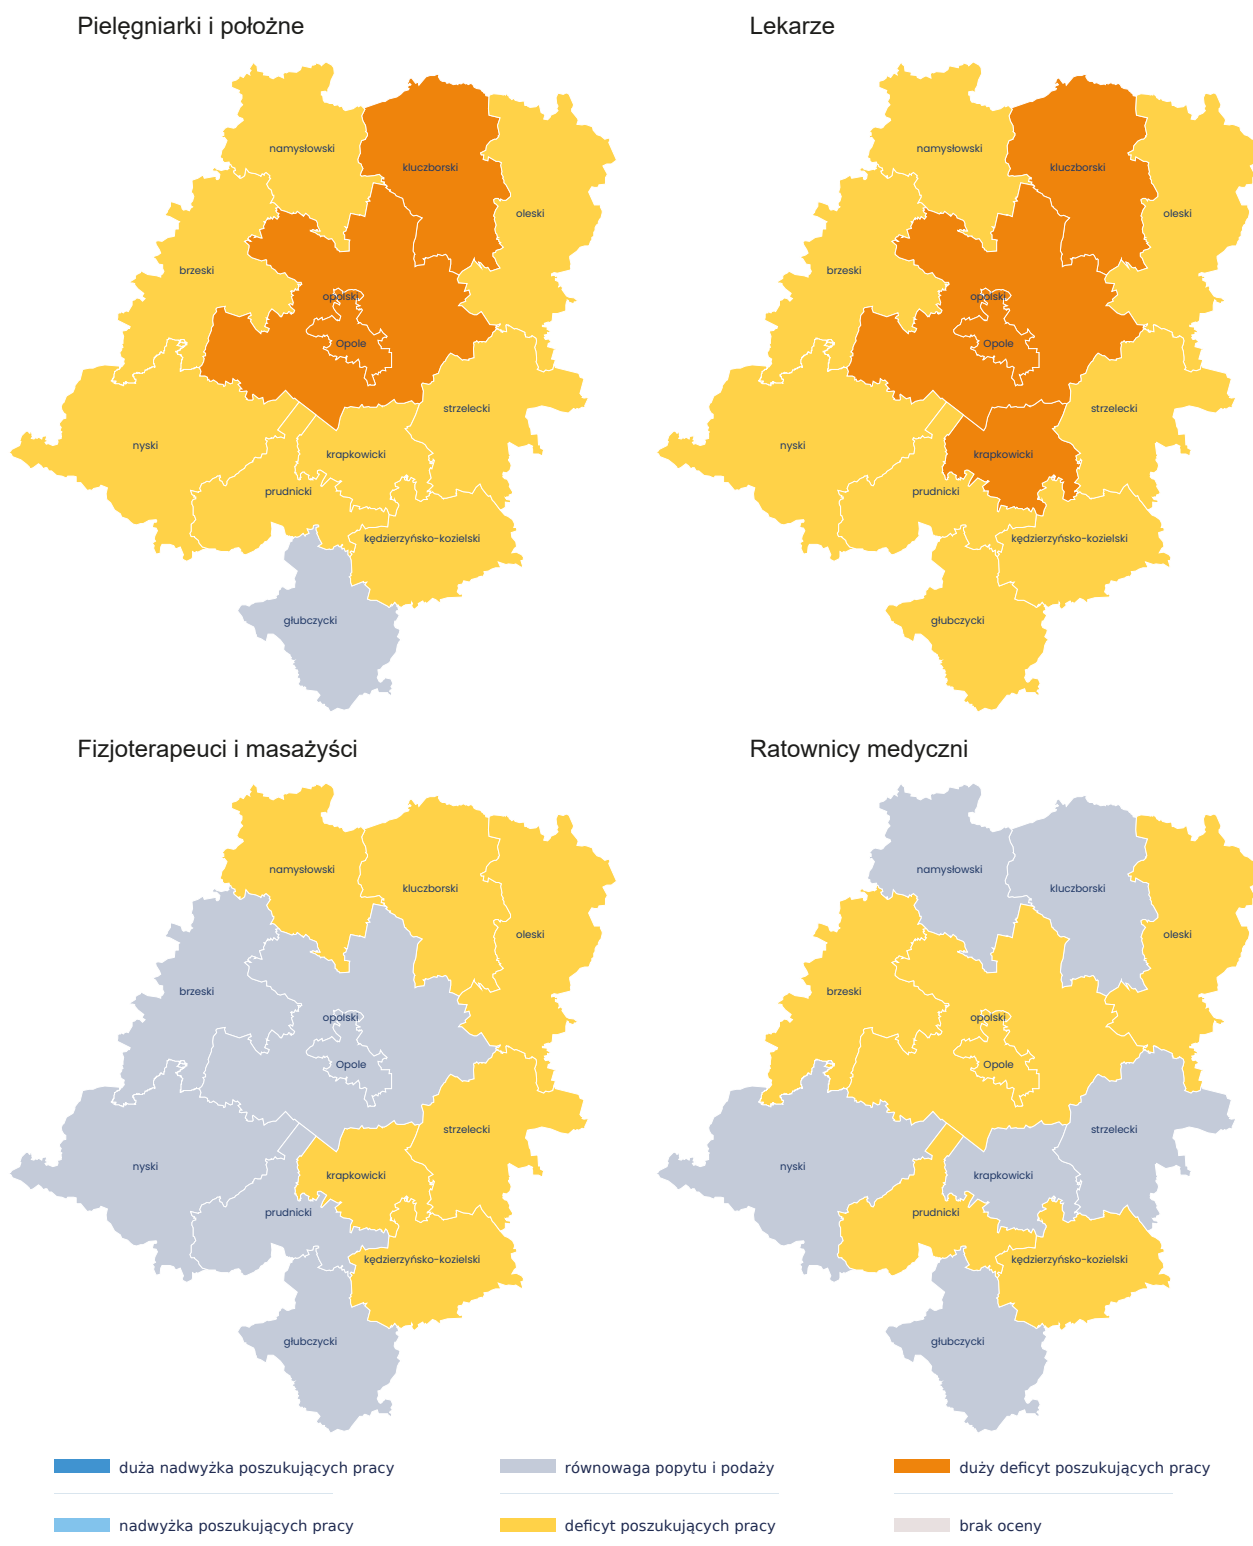 Pielęgniarki i położne
namysłowski
kluczborski
oleski
brzeski
opolski
Opole
strzelecki
nyski
krapkowicki
prudnicki
kędzierzyńsko-kozielski
głubczycki
Lekarze
namysłowski
kluczborski
oleski
brzeski
opolski
Opole
strzelecki
nyski
krapkowicki
prudnicki
kędzierzyńsko-kozielski
głubczycki
Fizjoterapeuci i masażyści
namysłowski
kluczborski
oleski
brzeski
opolski
Opole
strzelecki
nyski
krapkowicki
prudnicki
kędzierzyńsko-kozielski
głubczycki
Ratownicy medyczni
namysłowski
kluczborski
oleski
brzeski
opolski
Opole
strzelecki
nyski
krapkowicki
prudnicki
kędzierzyńsko-kozielski
głubczycki
duża nadwyżka poszukujących pracy
równowaga popytu i podaży
duży deficyt poszukujących pracy
nadwyżka poszukujących pracy
deficyt poszukujących pracy
brak oceny